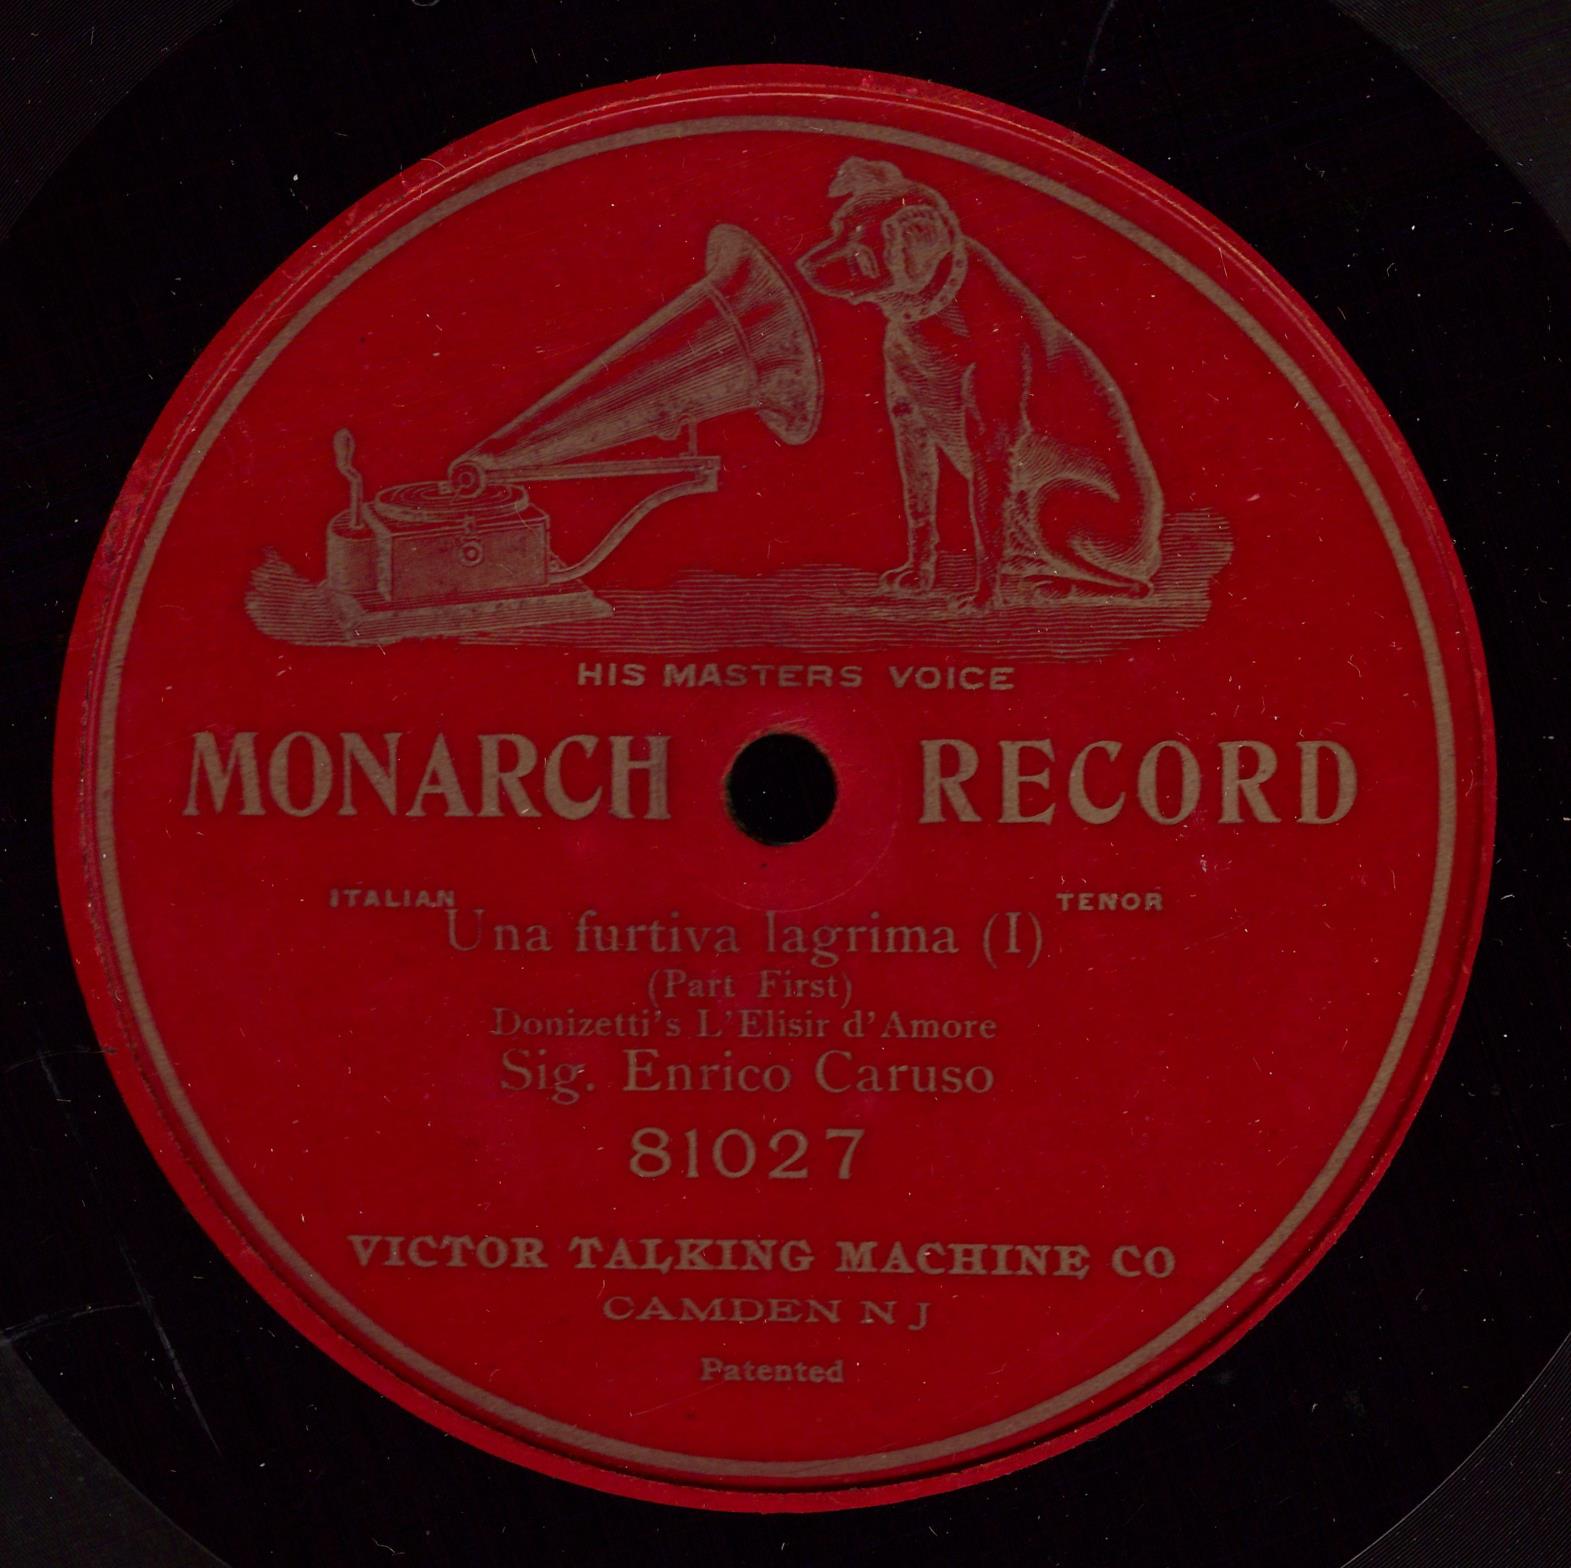 HIS MASTERS VOICE
MONARCH RECORD
ITALIAN TENOR
Una furtiva lagrima (I)
(Part First)
Donizetti's L'Elisir d'Amore
Sig. Enrico Caruso
81027
VICTOR TALKING MACHINE CO
CAMDEN N J
Patented